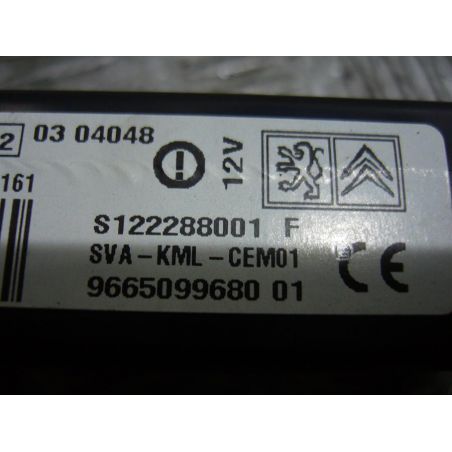 2 03 04048
12V
161
S122288001 F
SVA-KML-CEM01
9665099680 01
CE